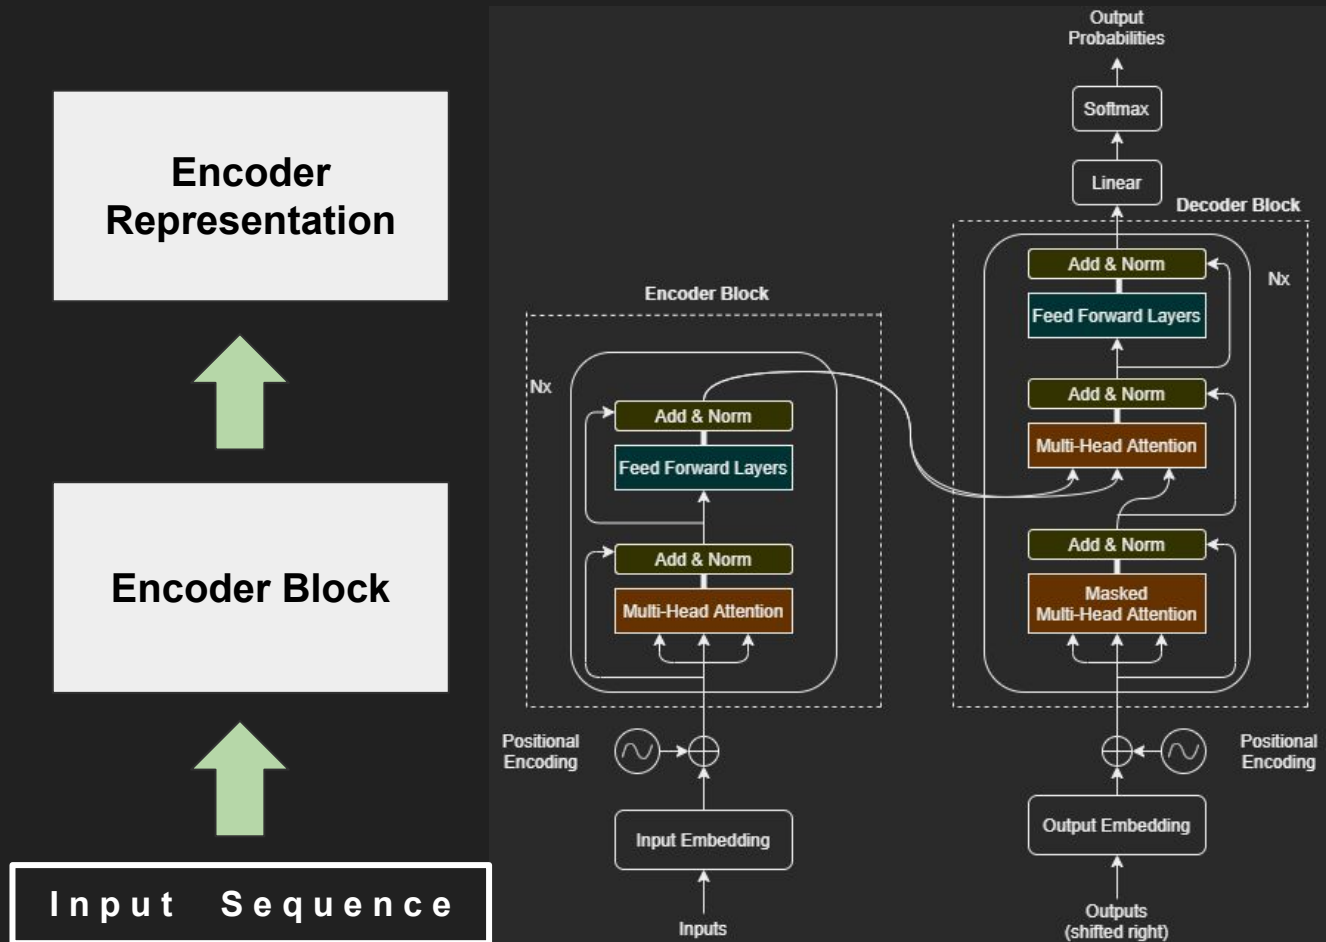 Encoder
Representation
Encoder Block
Input Sequence
Output
Probabilities
Softmax
Linear
Decoder Block
Add & Norm
Nx
Feed Forward Layers
Add & Norm
Multi-Head Attention
Add & Norm
Masked
Multi-Head Attention
Encoder Block
Nx
Add & Norm
Feed Forward Layers
Add & Norm
Multi-Head Attention
Positional
Encoding
Input Embedding
Inputs
Positional
Encoding
Output Embedding
Outputs
(shifted right)